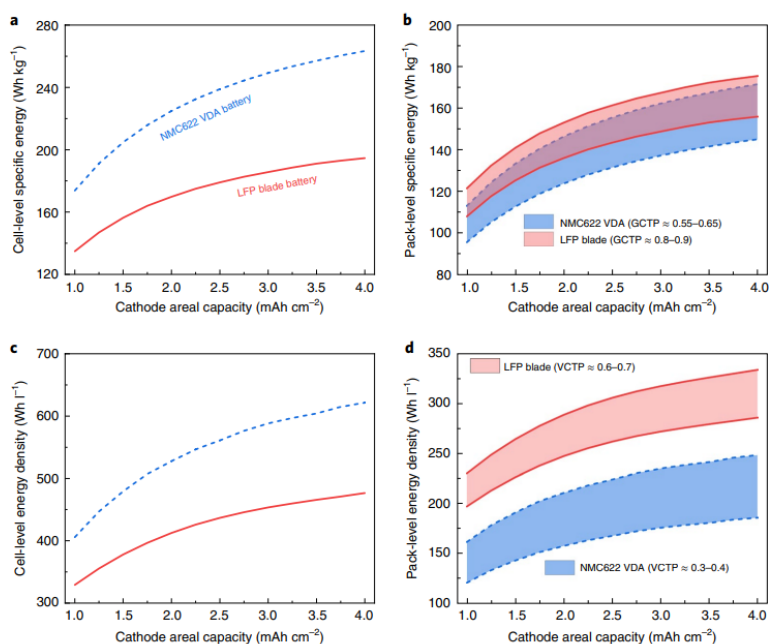 a
Cell-level specific energy (Wh kg⁻¹)
280
240
200
160
120
NMC622 VDA battery
LFP blade battery
1.0 1.5 2.0 2.5 3.0 3.5 4.0
Cathode areal capacity (mAh cm⁻²)
b
Pack-level specific energy (Wh kg⁻¹)
200
180
160
140
120
100
80
NMC622 VDA (GCTP ≈ 0.55–0.65)
LFP blade (GCTP ≈ 0.8–0.9)
1.0 1.5 2.0 2.5 3.0 3.5 4.0
Cathode areal capacity (mAh cm⁻²)
c
Cell-level energy density (Wh l⁻¹)
700
600
500
400
300
1.0 1.5 2.0 2.5 3.0 3.5 4.0
Cathode areal capacity (mAh cm⁻²)
d
Pack-level energy density (Wh l⁻¹)
350
300
250
200
150
100
LFP blade (VCTP ≈ 0.6–0.7)
NMC622 VDA (VCTP ≈ 0.3–0.4)
1.0 1.5 2.0 2.5 3.0 3.5 4.0
Cathode areal capacity (mAh cm⁻²)